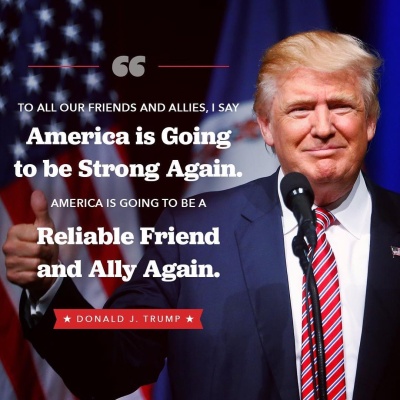 “
TO ALL OUR FRIENDS AND ALLIES, I SAY
America is Going
to be Strong Again.
AMERICA IS GOING TO BE A
Reliable Friend
and Ally Again.
★ DONALD J. TRUMP ★